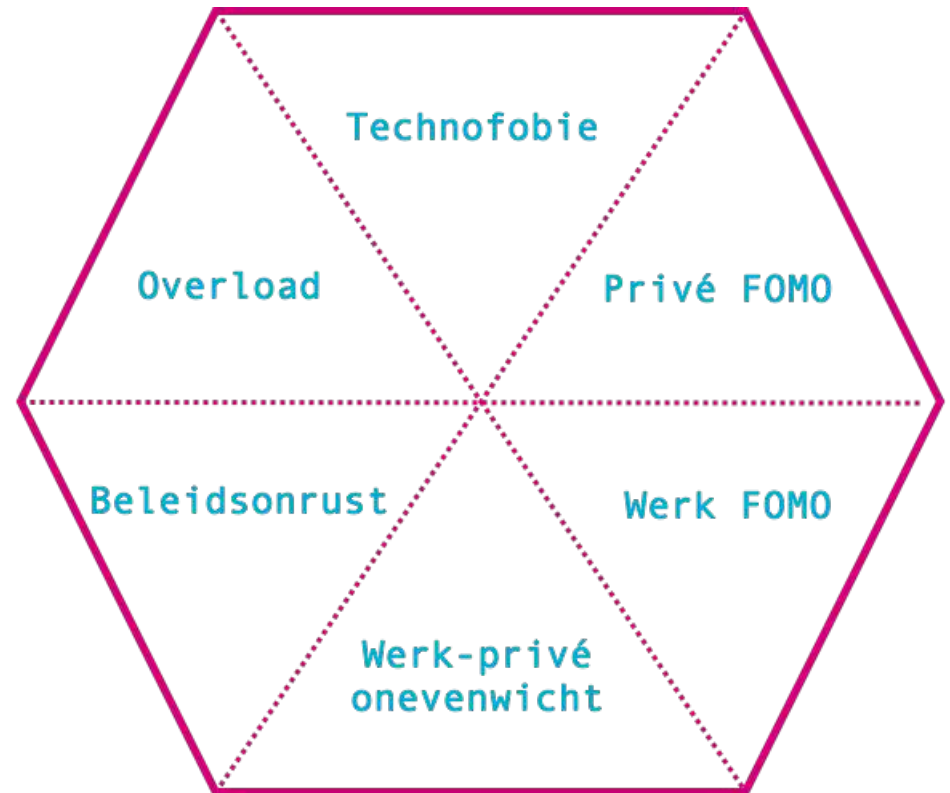 Technofobie
Overload
Privé FOMO
Beleidsonrust
Werk FOMO
Werk-privé
onevenwicht